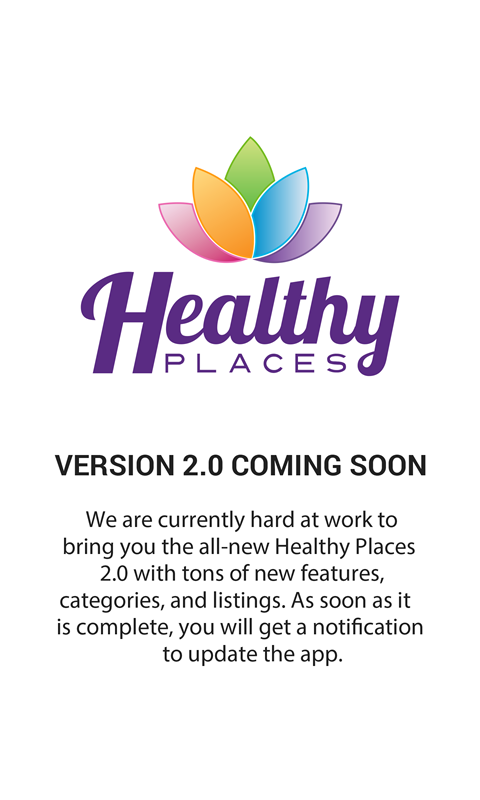 Healthy
PLACES
VERSION 2.0 COMING SOON
We are currently hard at work to
bring you the all-new Healthy Places
2.0 with tons of new features,
categories, and listings. As soon as it
is complete, you will get a notification
to update the app.